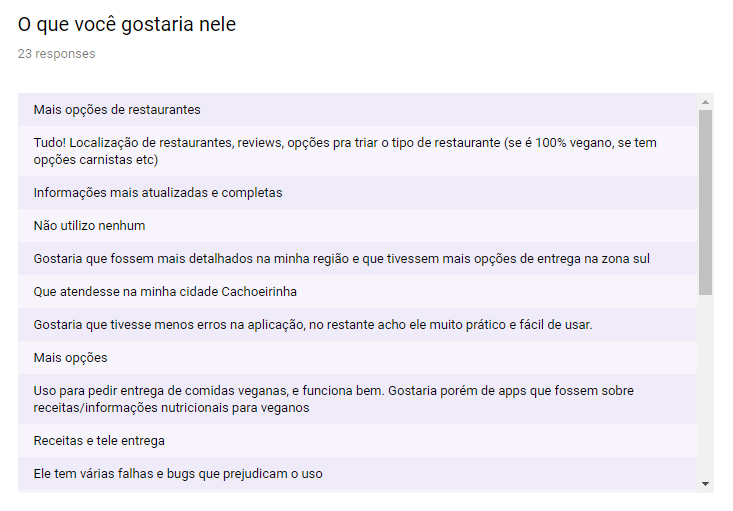 O que você gostaria nele
23 responses
Mais opções de restaurantes
Tudo! Localização de restaurantes, reviews, opções pra triar o tipo de restaurante (se é 100% vegano, se tem
opções carnistas etc)
Informações mais atualizadas e completas
Não utilizo nenhum
Gostaria que fossem mais detalhados na minha região e que tivessem mais opções de entrega na zona sul
Que atendesse na minha cidade Cachoeirinha
Gostaria que tivesse menos erros na aplicação, no restante acho ele muito prático e fácil de usar.
Mais opções
Uso para pedir entrega de comidas veganas, e funciona bem. Gostaria porém de apps que fossem sobre
receitas/informações nutricionais para veganos
Receitas e tele entrega
Ele tem várias falhas e bugs que prejudicam o uso